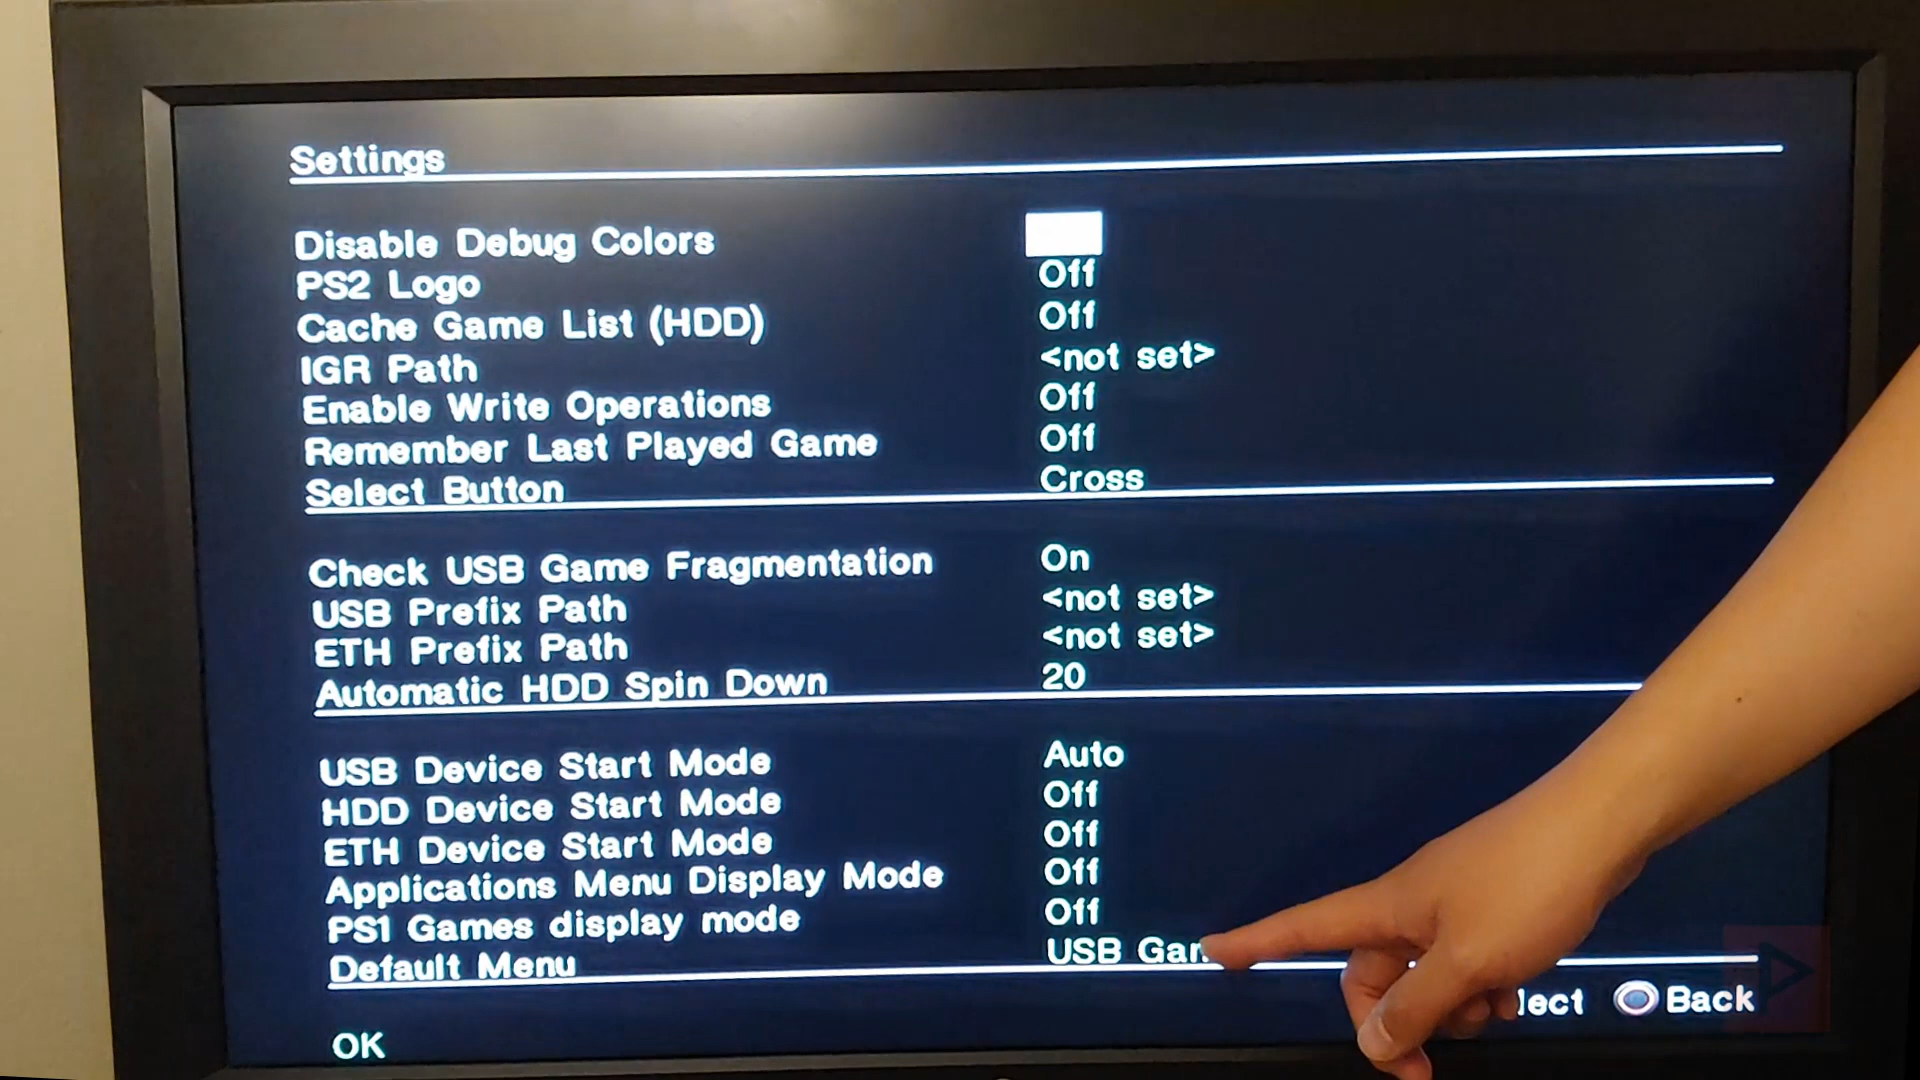 Settings
Disable Debug Colors
PS2 Logo Off
Cache Game List (HDD) Off
IGR Path <not set>
Enable Write Operations Off
Remember Last Played Game Off
Select Button Cross
Check USB Game Fragmentation On
USB Prefix Path <not set>
ETH Prefix Path <not set>
Automatic HDD Spin Down 20
USB Device Start Mode Auto
HDD Device Start Mode Off
ETH Device Start Mode Off
Applications Menu Display Mode Off
PS1 Games display mode Off
Default Menu USB
Back
OK